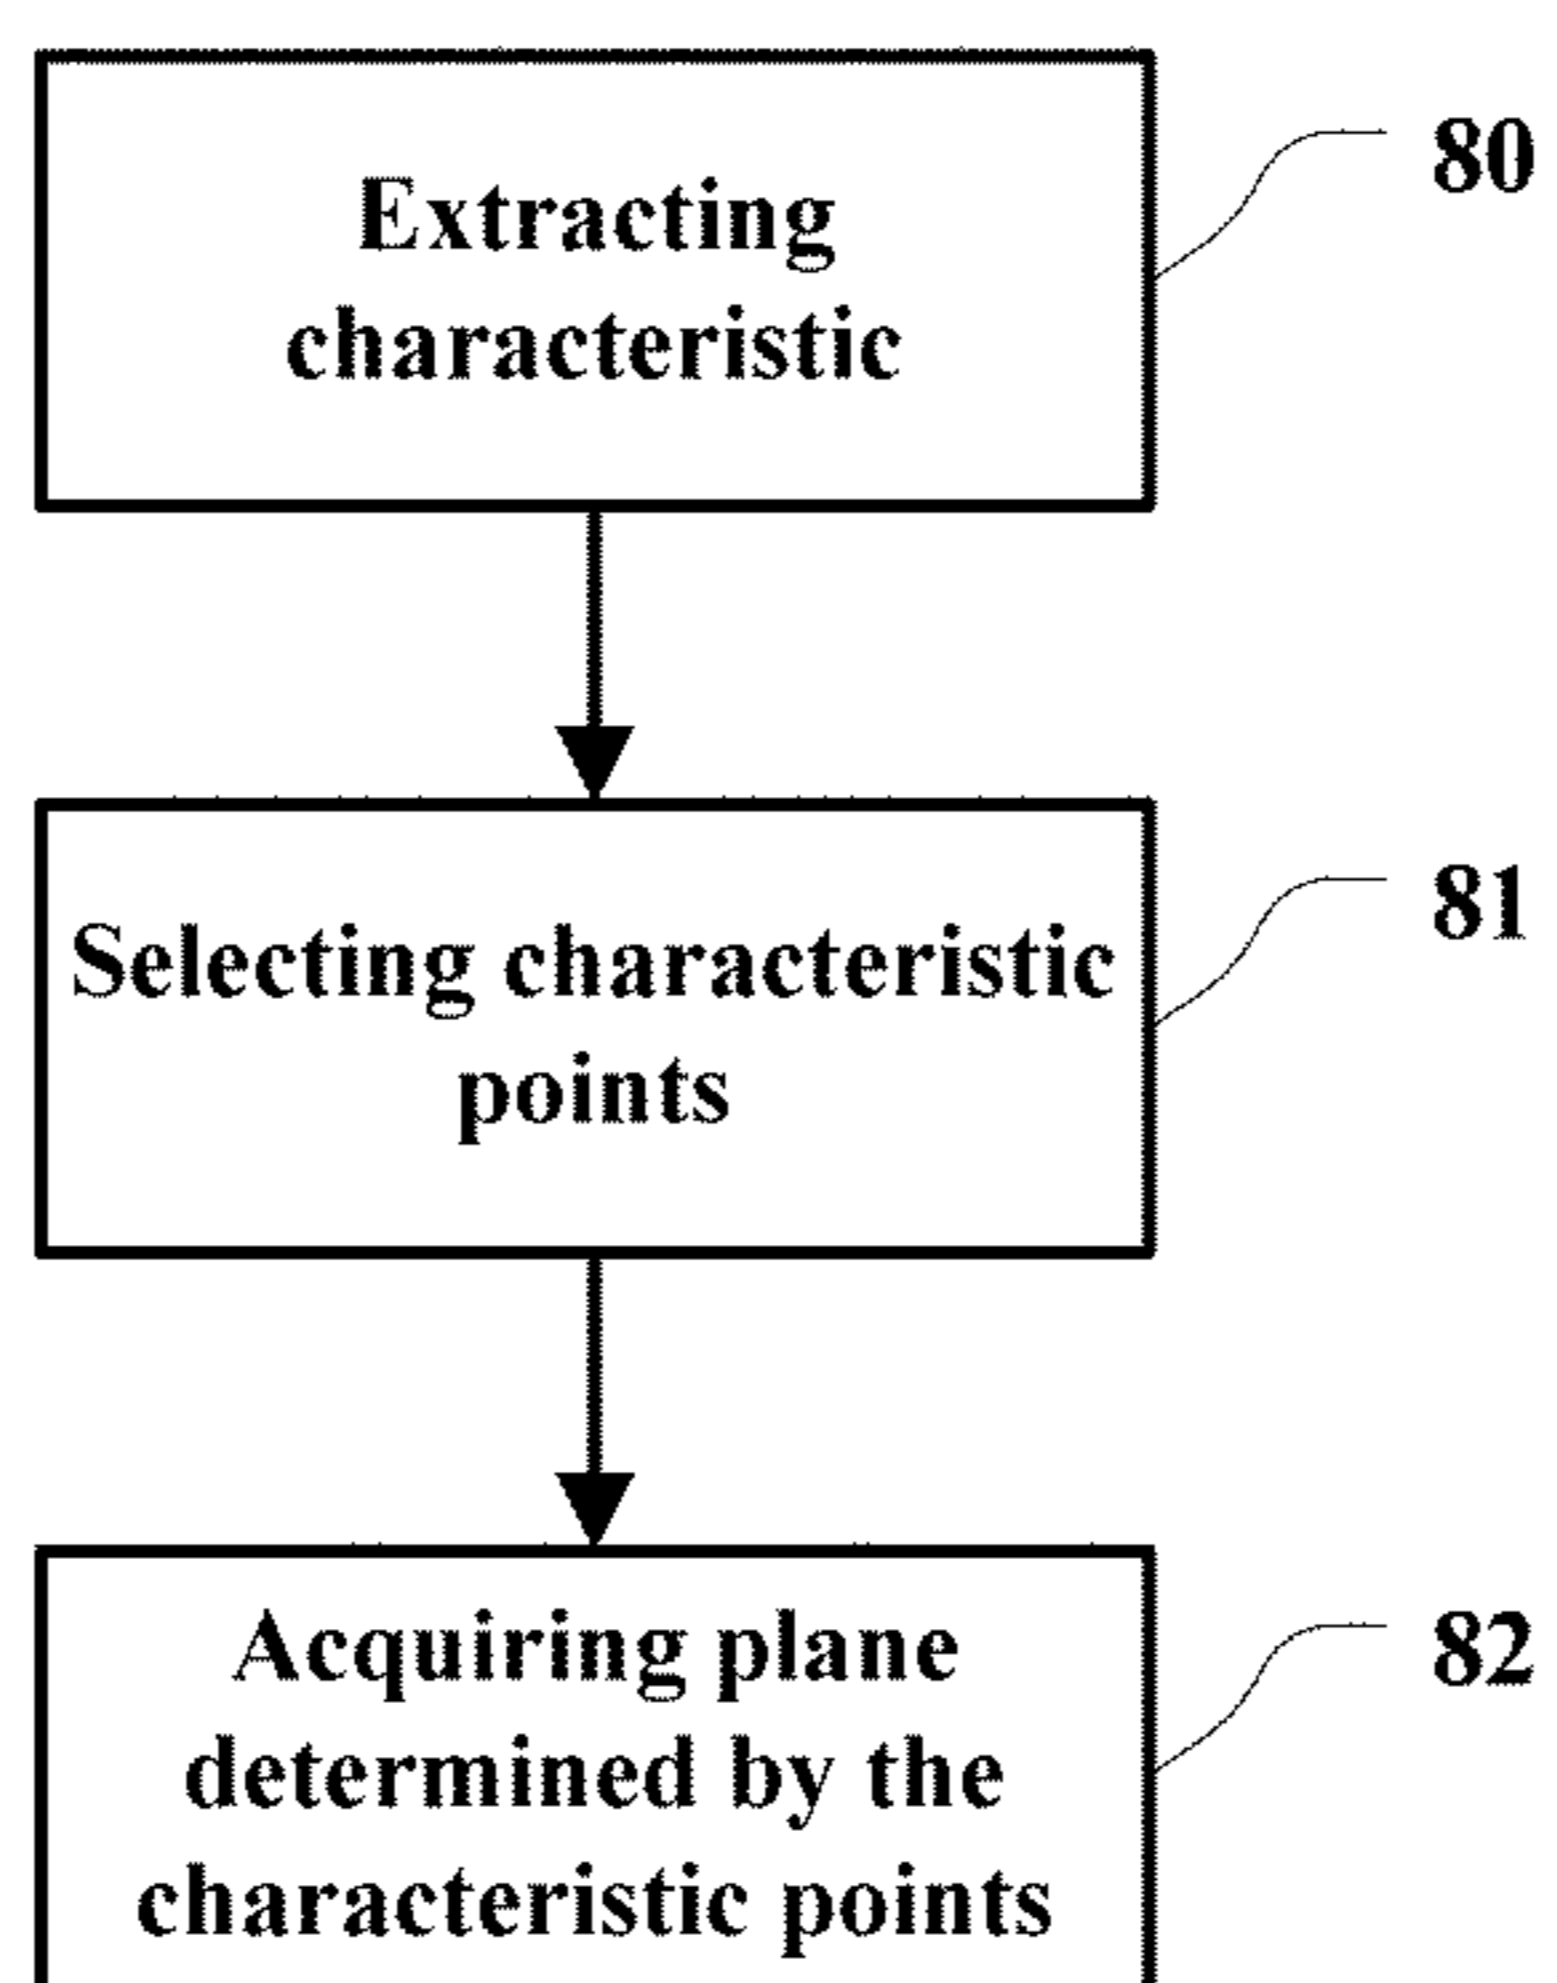 Extracting
characteristic
80
Selecting characteristic
points
81
Acquiring plane
determined by the
characteristic points
82